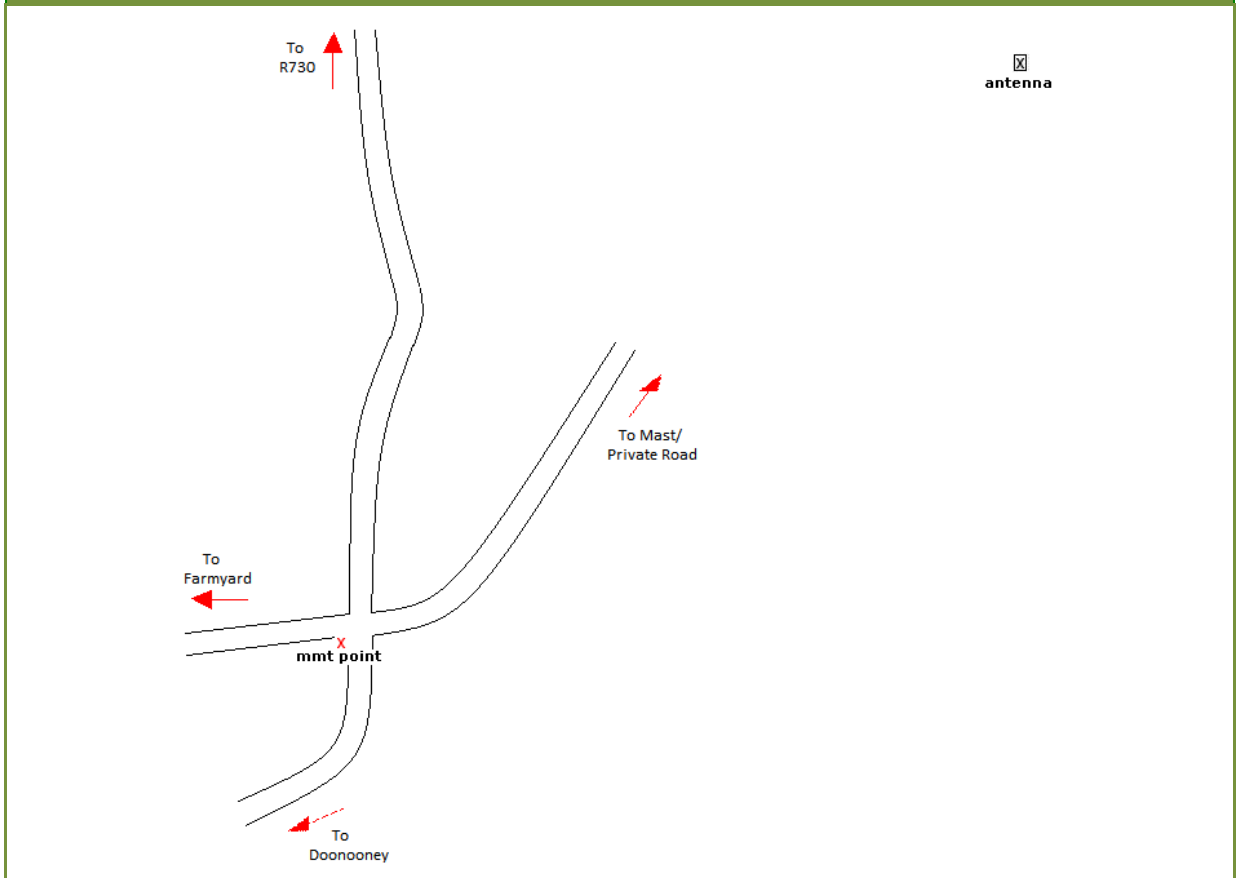 To
R730
X
antenna
To Mast/
Private Road
To
Farmyard
X
mmt point
To
Doonooney